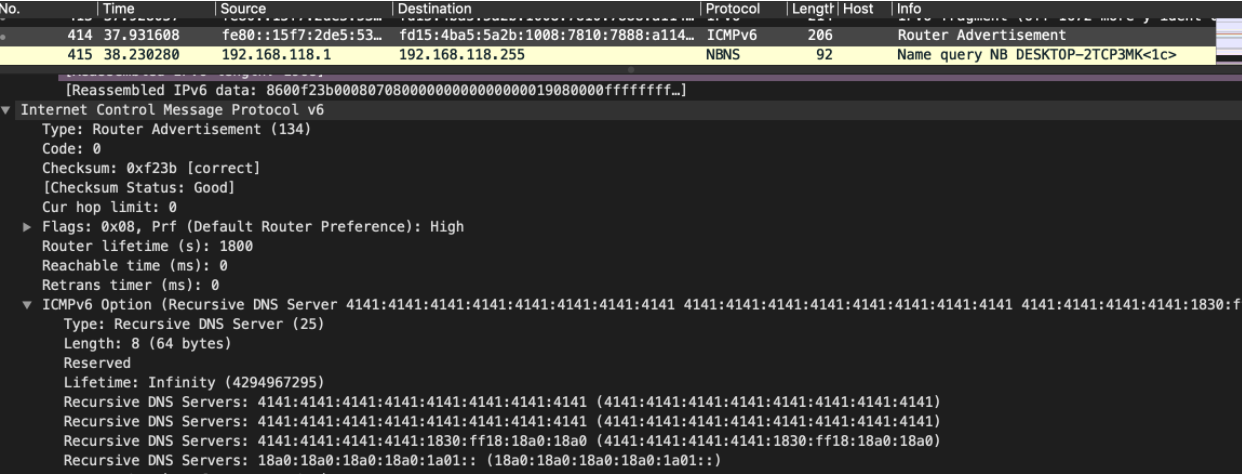 No. Time Source Destination Protocol Length Host Info
414 37.931608 fe80::15f7:2de5:53… fd15:4ba5:5a2b:1008:7810:7888:a114… ICMPv6 206 Router Advertisement
415 38.230280 192.168.118.1 192.168.118.255 NBNS 92 Name query NB DESKTOP-2TCP3MK<1c>
[Reassembled IPv6 data: 8600f23b00080708000000000000000019080000ffffffff…]
Internet Control Message Protocol v6
Type: Router Advertisement (134)
Code: 0
Checksum: 0xf23b [correct]
[Checksum Status: Good]
Cur hop limit: 0
Flags: 0x08, Prf (Default Router Preference): High
Router lifetime (s): 1800
Reachable time (ms): 0
Retrans timer (ms): 0
ICMPv6 Option (Recursive DNS Server 4141:4141:4141:4141:4141:4141:4141:4141 4141:4141:4141:4141:4141:4141:4141:4141 4141:4141:4141:4141:1830:f
Type: Recursive DNS Server (25)
Length: 8 (64 bytes)
Reserved
Lifetime: Infinity (4294967295)
Recursive DNS Servers: 4141:4141:4141:4141:4141:4141:4141:4141 (4141:4141:4141:4141:4141:4141:4141:4141)
Recursive DNS Servers: 4141:4141:4141:4141:4141:4141:4141:4141 (4141:4141:4141:4141:4141:4141:4141:4141)
Recursive DNS Servers: 4141:4141:4141:4141:1830:ff18:18a0:18a0 (4141:4141:4141:4141:1830:ff18:18a0:18a0)
Recursive DNS Servers: 18a0:18a0:18a0:18a0:1a01:: (18a0:18a0:18a0:18a0:1a01::)